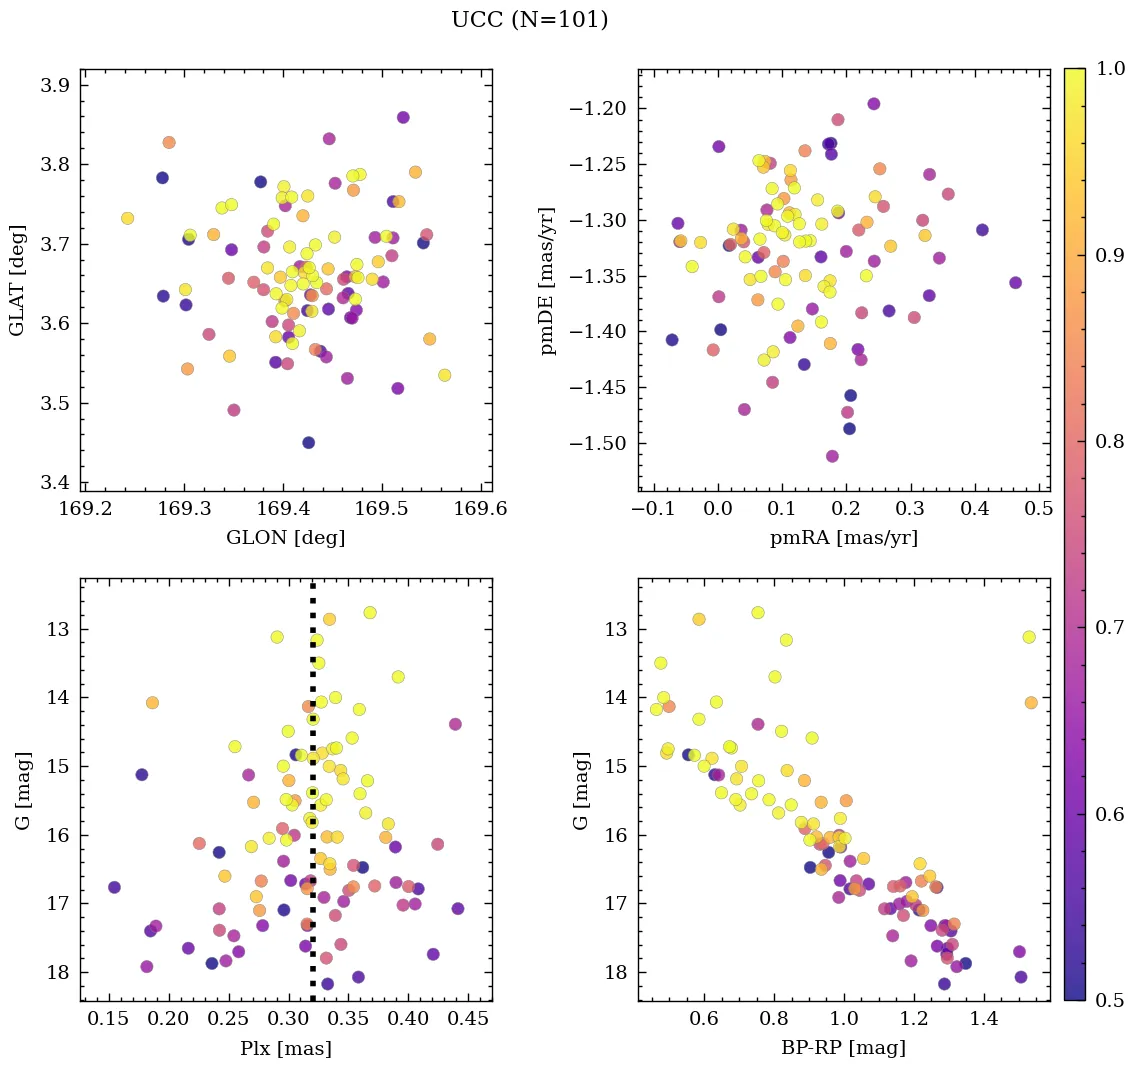 UCC (N=101)
3.9
3.8
3.7
3.6
3.5
3.4
GLAT [deg]
169.2 169.3 169.4 169.5 169.6
GLON [deg]
−1.20
−1.25
−1.30
−1.35
−1.40
−1.45
−1.50
pmDE [mas/yr]
−0.1 0.0 0.1 0.2 0.3 0.4 0.5
pmRA [mas/yr]
13
14
15
16
17
18
G [mag]
0.15 0.20 0.25 0.30 0.35 0.40 0.45
Plx [mas]
13
14
15
16
17
18
G [mag]
0.6 0.8 1.0 1.2 1.4
BP-RP [mag]
1.0
0.9
0.8
0.7
0.6
0.5